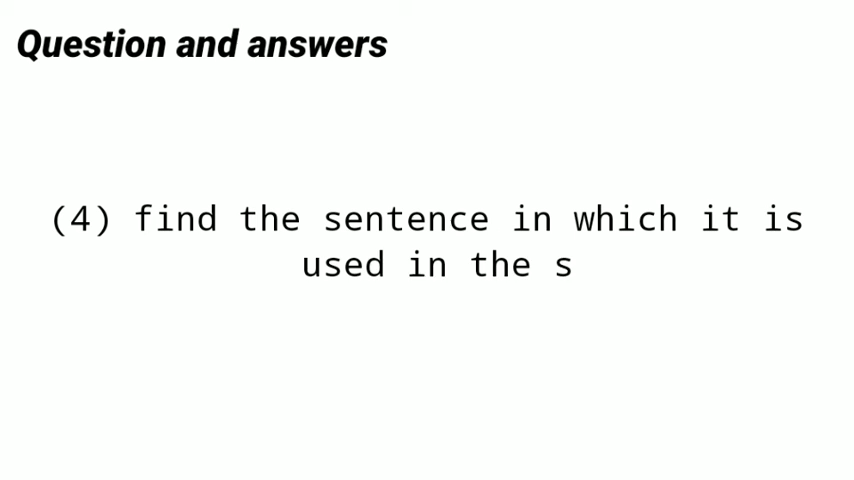 Question and answers
(4) find the sentence in which it is
used in the s